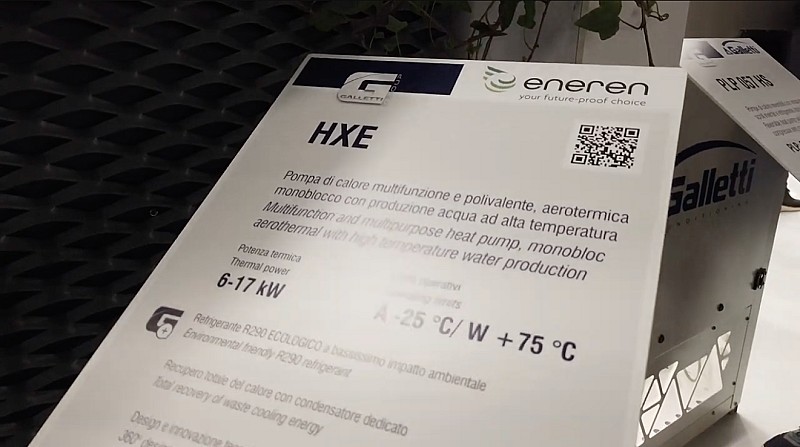 GALLETTI
eneren
your future-proof choice
HXE
Pompa di calore multifunzione e polivalente, aerotermica
monoblocco con produzione acqua ad alta temperatura
Multifunction and multipurpose heat pump, monobloc
aerothermal with high temperature water production
Potenza termica
Thermal power
6-17 kW
A -25 °C/ W +75 °C
Refrigerante R290 ECOLOGICO a bassissimo impatto ambientale
Environmental friendly R290 refrigerant
Recupero totale del calore con condensatore dedicato
Total recovery of waste cooling energy
Design e innovazione
360°
Galletti
PLP 057 HS
Galletti